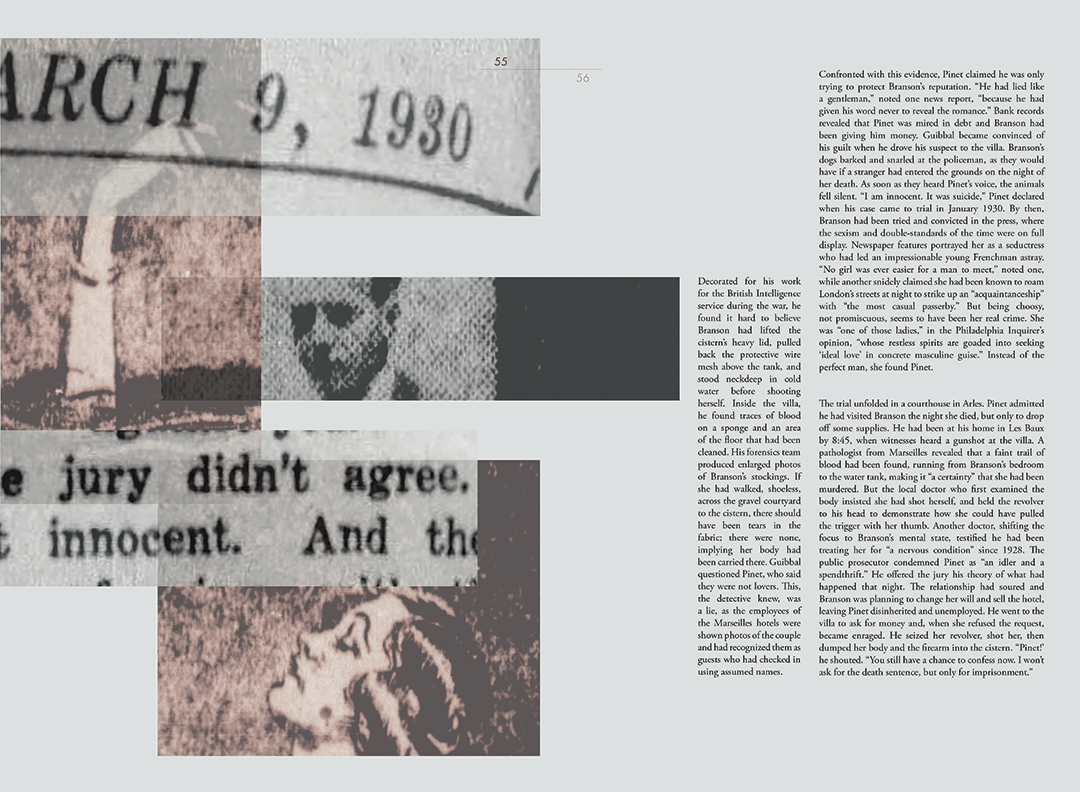 ARCH 9, 1930
e jury didn't agree.
t innocent. And the
55
56
Decorated for his work
for the British Intelligence
service during the war, he
found it hard to believe
Branson had lifted the
cistern's heavy lid, pulled
back the protective wire
mesh above the tank, and
stood neckdeep in cold
water before shooting
herself. Inside the villa,
he found traces of blood
on a sponge and an area
of the floor that had been
cleaned. His forensics team
produced enlarged photos
of Branson's stockings. If
she had walked, shoeless,
across the gravel courtyard
to the cistern, there should
have been tears in the
fabric; there were none,
implying her body had
been carried there. Guibbal
questioned Pinet, who said
they were not lovers. This,
the detective knew, was
a lie, as the employees of
the Marseilles hotels were
shown photos of the couple
and had recognized them as
guests who had checked in
using assumed names.
Confronted with this evidence, Pinet claimed he was only
trying to protect Branson's reputation. “He had lied like
a gentleman,” noted one news report, “because he had
given his word never to reveal the romance.” Bank records
revealed that Pinet was mired in debt and Branson had
been giving him money. Guibbal became convinced of
his guilt when he drove his suspect to the villa. Branson's
dogs barked and snarled at the policeman, as they would
have if a stranger had entered the grounds on the night of
her death. As soon as they heard Pinet's voice, the animals
fell silent. “I am innocent. It was suicide,” Pinet declared
when his case came to trial in January 1930. By then,
Branson had been tried and convicted in the press, where
the sexism and double-standards of the time were on full
display. Newspaper features portrayed her as a seductress
who had led an impressionable young Frenchman astray.
“No girl was ever easier for a man to meet,” noted one,
while another snidely claimed she had been known to roam
London's streets at night to strike up an “acquaintanceship”
with “the most casual passerby.” But being choosy,
not promiscuous, seems to have been her real crime. She
was “one of those ladies,” in the Philadelphia Inquirer's
opinion, “whose restless spirits are goaded into seeking
‘ideal love’ in concrete masculine guise.” Instead of the
perfect man, she found Pinet.
The trial unfolded in a courthouse in Arles. Pinet admitted
he had visited Branson the night she died, but only to drop
off some supplies. He had been at his home in Les Baux
by 8:45, when witnesses heard a gunshot at the villa. A
pathologist from Marseilles revealed that a faint trail of
blood had been found, running from Branson's bedroom
to the water tank, making it “a certainty” that she had been
murdered. But the local doctor who first examined the
body insisted she had shot herself, and held the revolver
to his head to demonstrate how she could have pulled
the trigger with her thumb. Another doctor, shifting the
focus to Branson's mental state, testified he had been
treating her for “a nervous condition” since 1928. The
public prosecutor condemned Pinet as “an idler and a
spendthrift.” He offered the jury his theory of what had
happened that night. The relationship had soured and
Branson was planning to change her will and sell the hotel,
leaving Pinet disinherited and unemployed. He went to the
villa to ask for money and, when she refused the request,
became enraged. He seized her revolver, shot her, then
dumped her body and the firearm into the cistern. “Pinet!’
he shouted. “You still have a chance to confess now. I won't
ask for the death sentence, but only for imprisonment.”